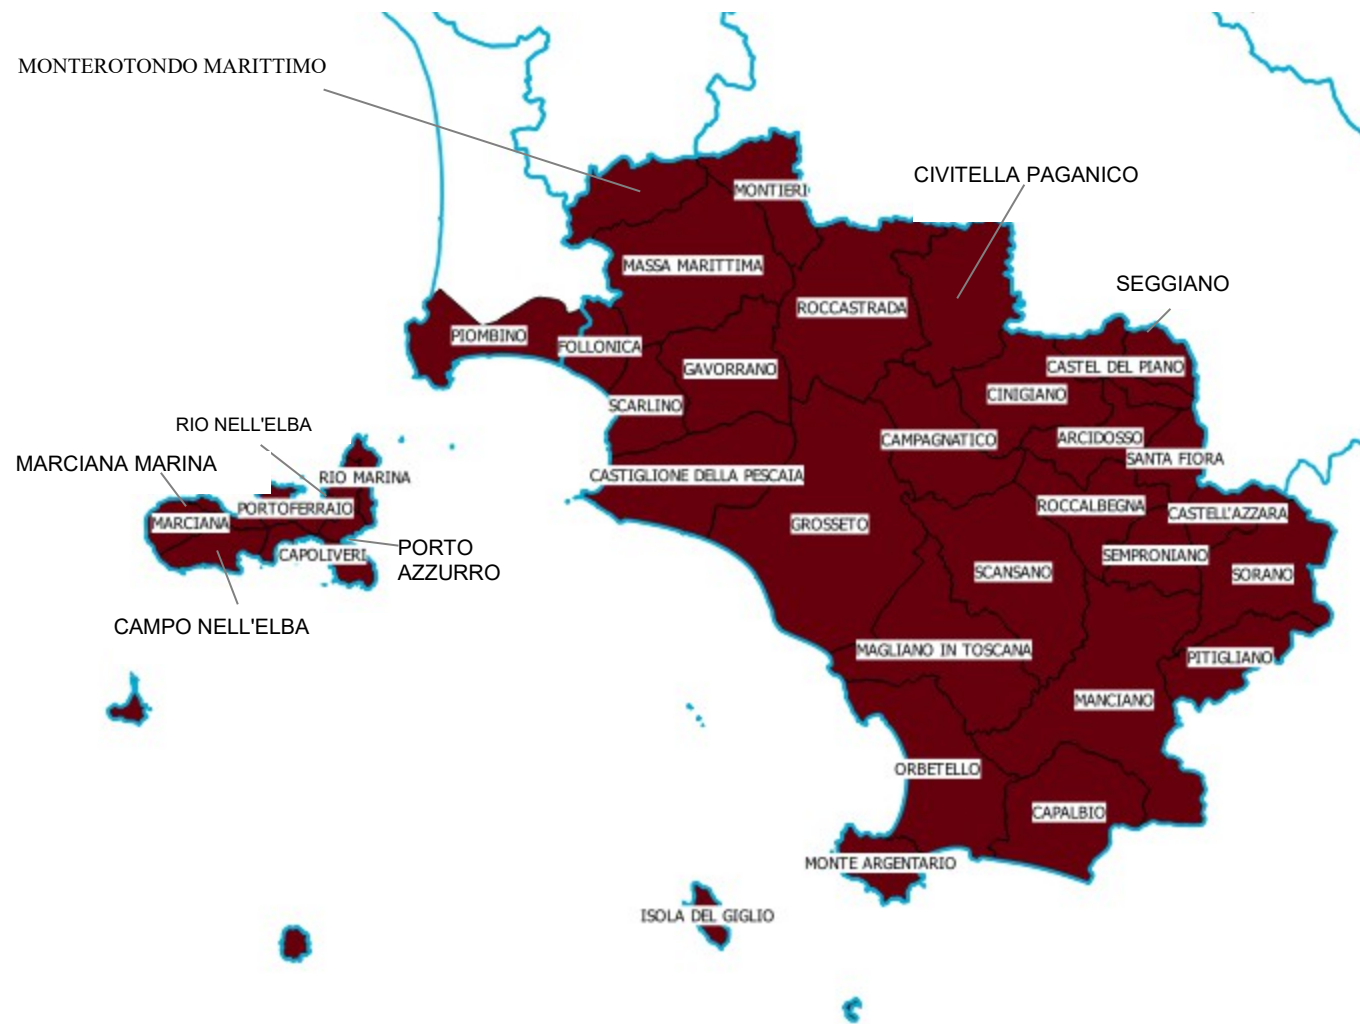 MONTEROTONDO MARITTIMO
CIVITELLA PAGANICO
MONTIERI
MASSA MARITTIMA
SEGGIANO
ROCCASTRADA
PIOMBINO
FOLLONICA
GAVORRANO
CASTEL DEL PIANO
CINIGIANO
SCARLINO
RIO NELL'ELBA
CAMPAGNATICO
ARCIDOSSO
SANTA FIORA
MARCIANA MARINA
RIO MARINA
CASTIGLIONE DELLA PESCAIA
PORTOFERRAIO
ROCCALBEGNA
CASTELL'AZZARA
MARCIANA
GROSSETO
CAPOLIVERI
PORTO
AZZURRO
SEMPRONIANO
SCANSANO
SORANO
CAMPO NELL'ELBA
MAGLIANO IN TOSCANA
PITIGLIANO
MANCIANO
ORBETELLO
CAPALBIO
MONTE ARGENTARIO
ISOLA DEL GIGLIO